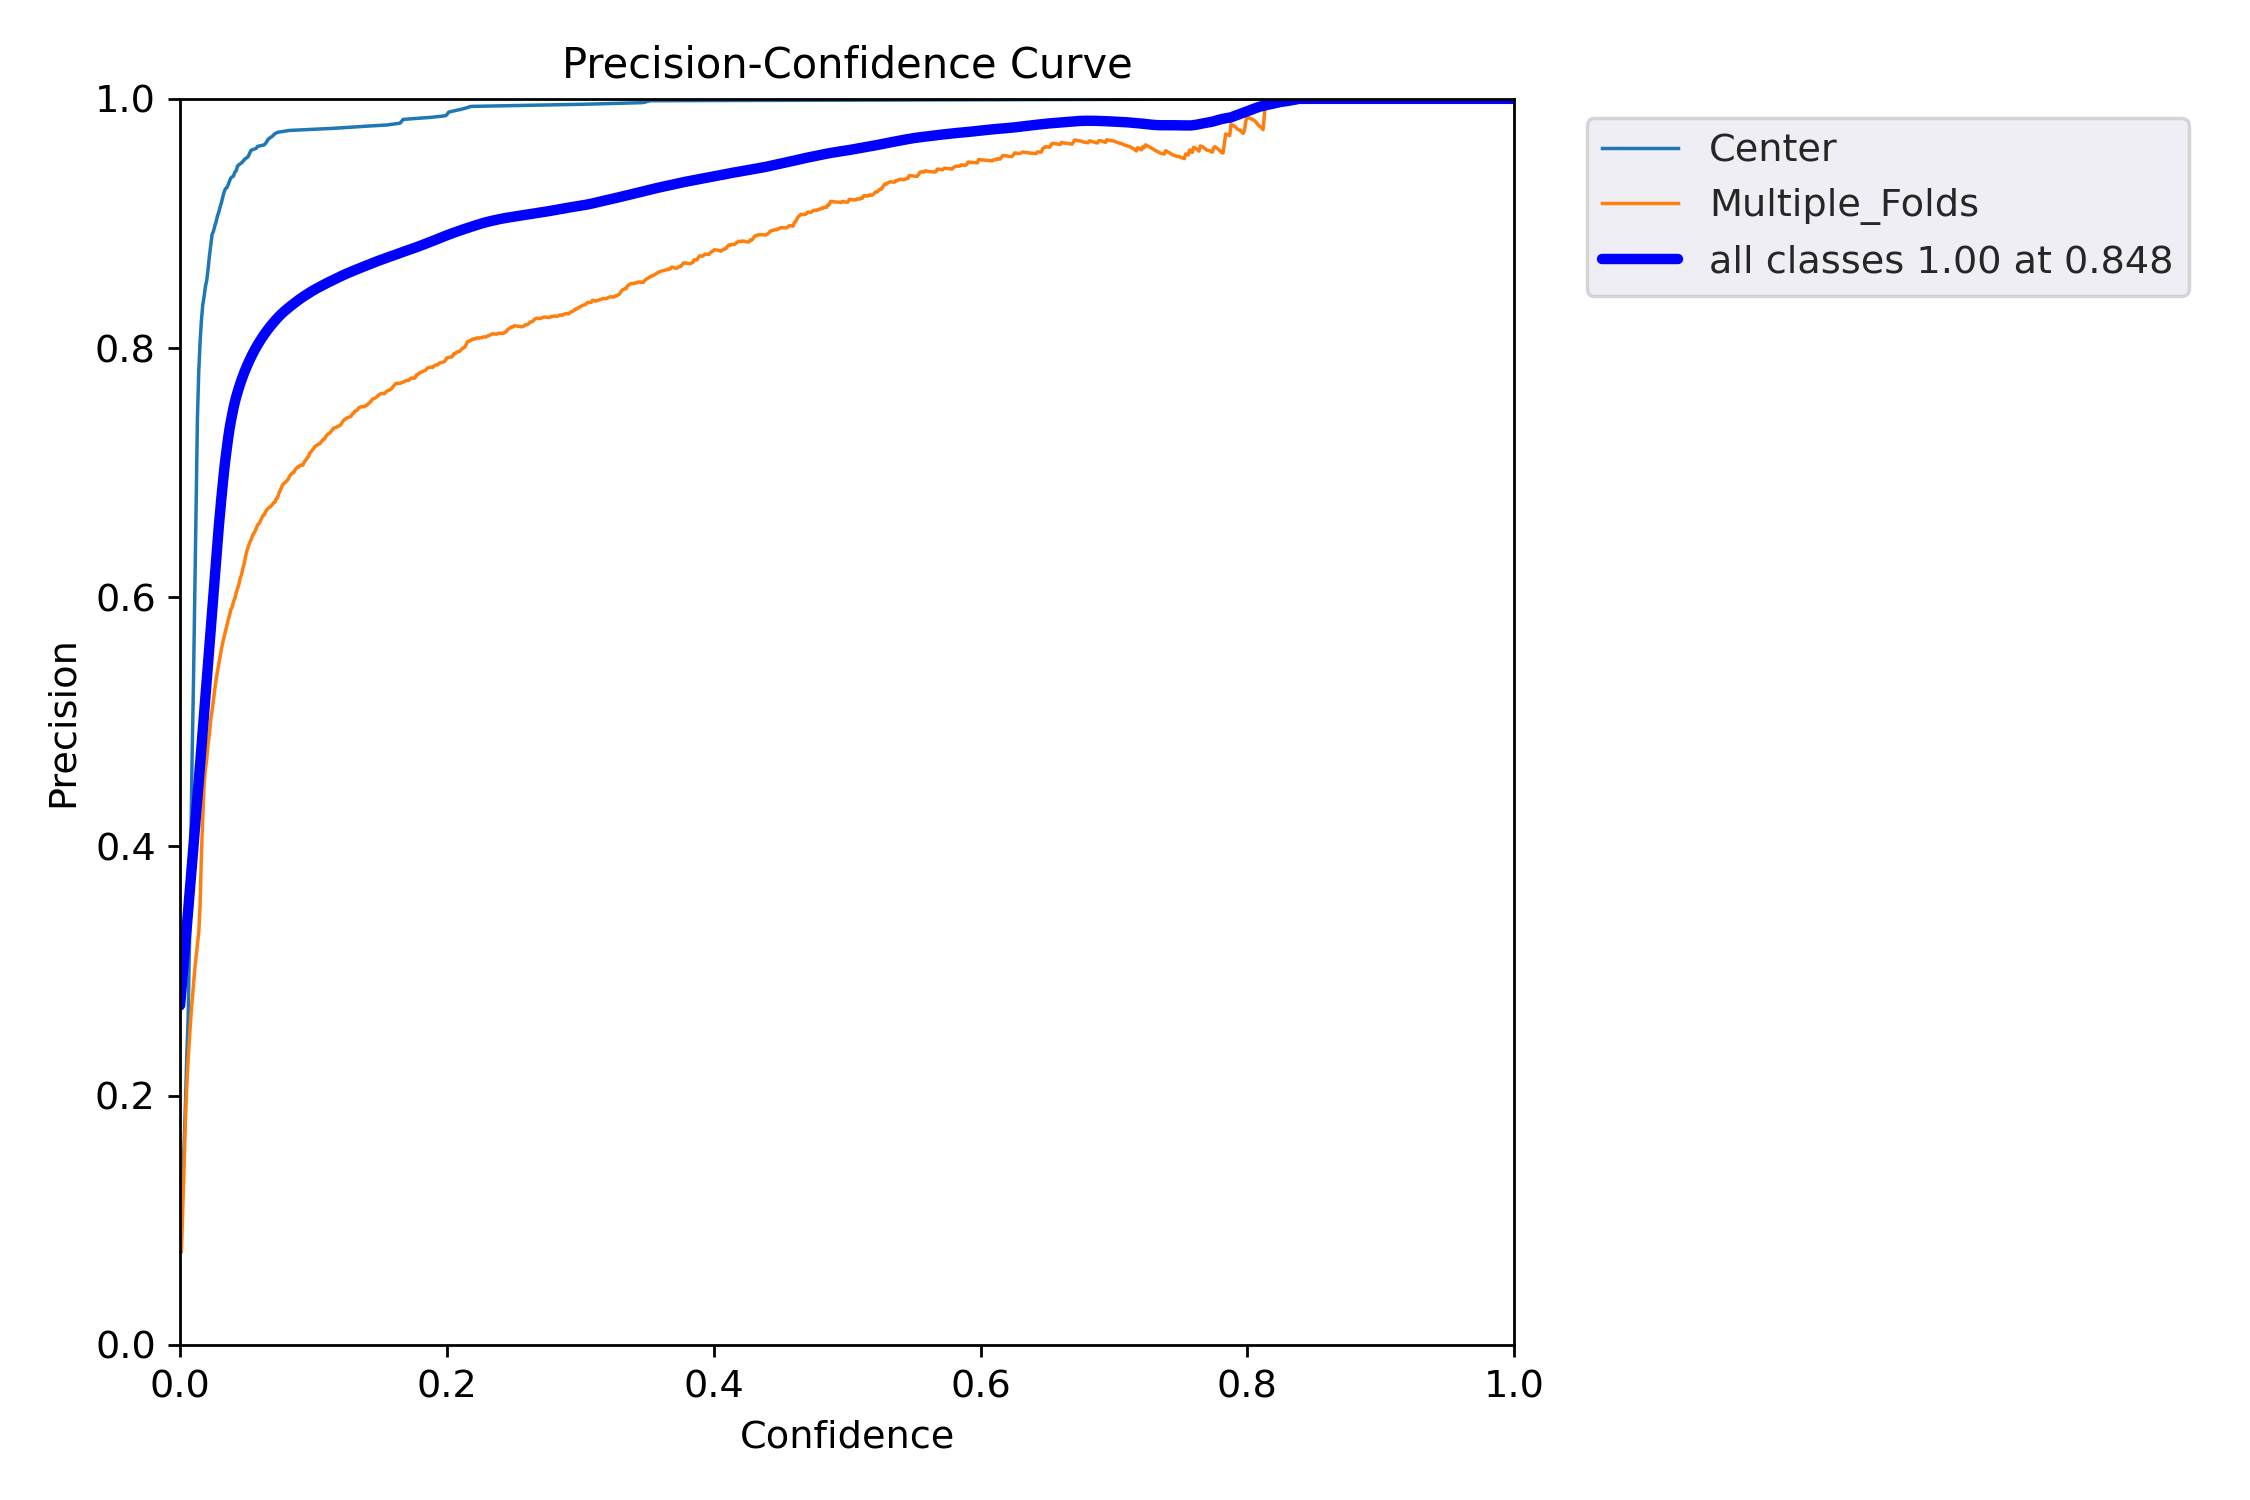 Precision-Confidence Curve
1.0
0.8
0.6
0.4
0.2
0.0
Precision
0.0 0.2 0.4 0.6 0.8 1.0
Confidence
Center
Multiple_Folds
all classes 1.00 at 0.848